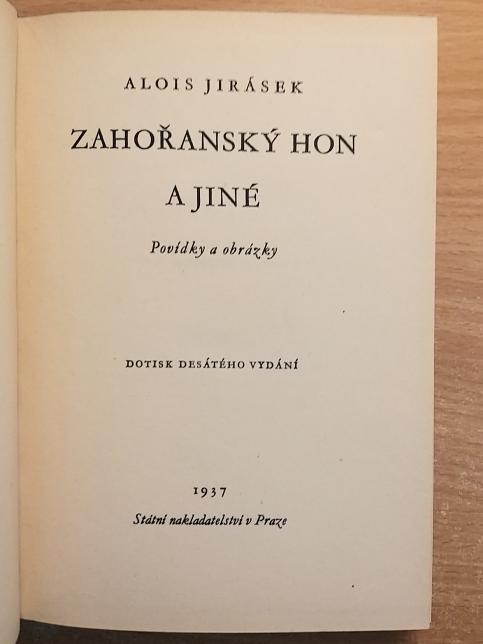 ALOIS JIRÁSEK
ZAHOŘANSKÝ HON
A JINÉ
Povídky a obrázky
DOTISK DESÁTÉHO VYDÁNÍ
1937
Státní nakladatelství v Praze